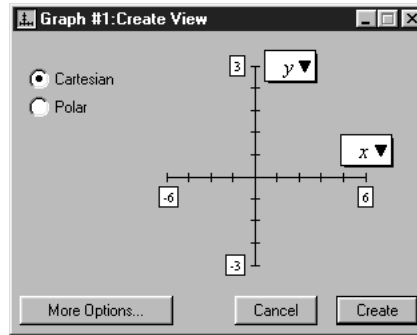 Graph #1:Create View
Cartesian
Polar
3
y
x
-6
6
-3
More Options...
Cancel
Create